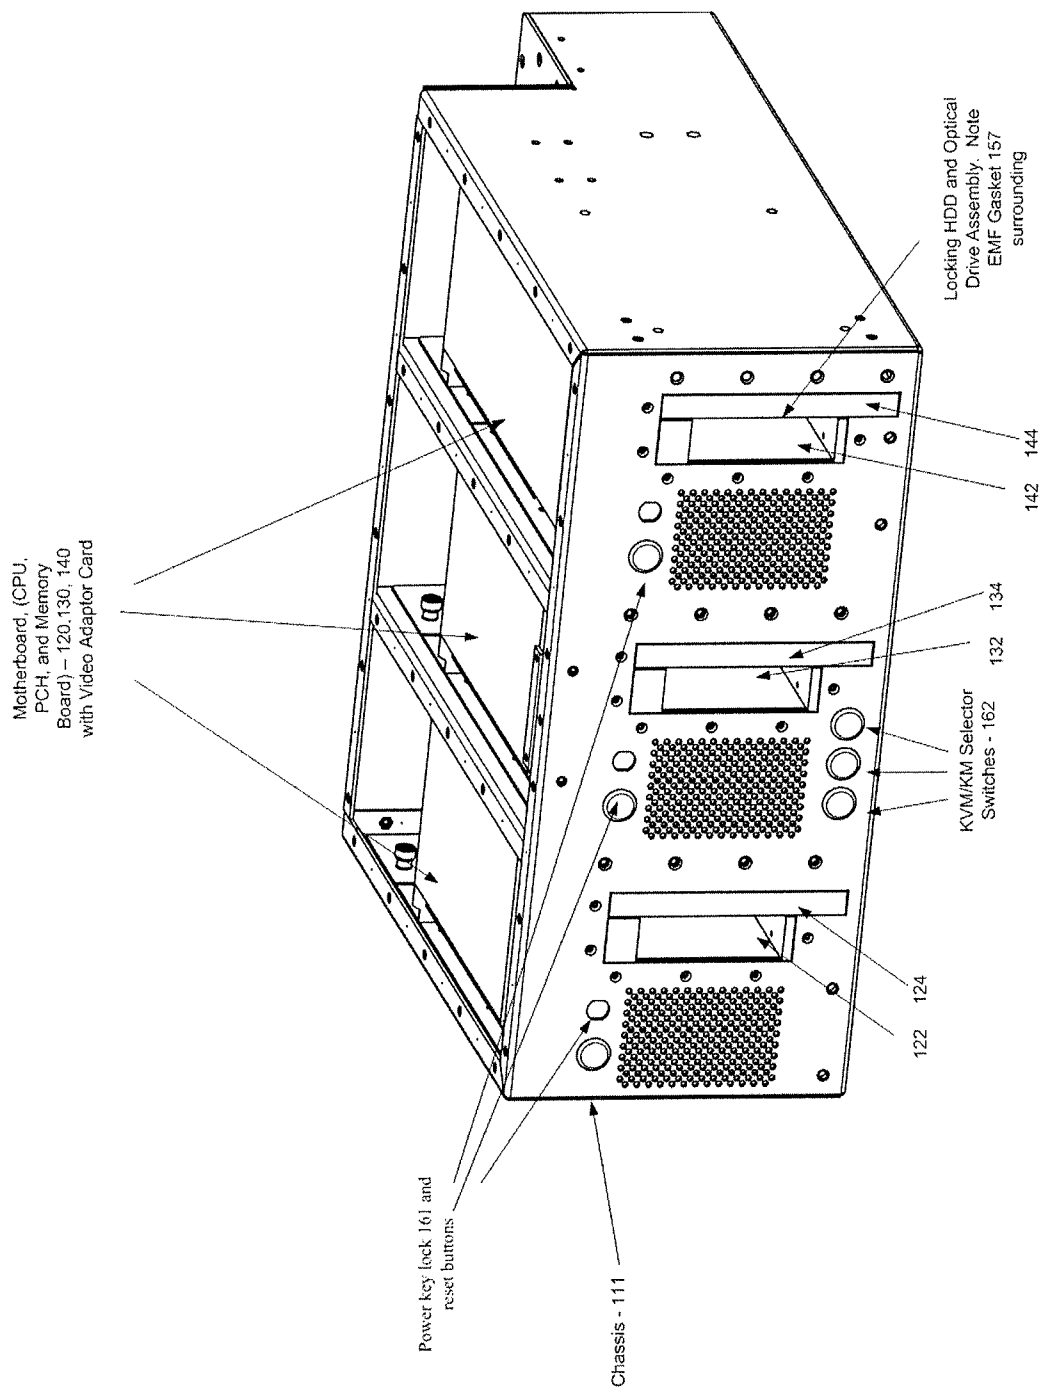 Motherboard, (CPU,
PCH, and Memory
Board) – 120,130, 140
with Video Adaptor Card
Locking HDD and Optical
Drive Assembly. Note
EMF Gasket 157
surrounding
Power key lock 161 and
reset buttons
Chassis - 111
122
124
KVM/KM Selector
Switches - 162
132
134
142
144